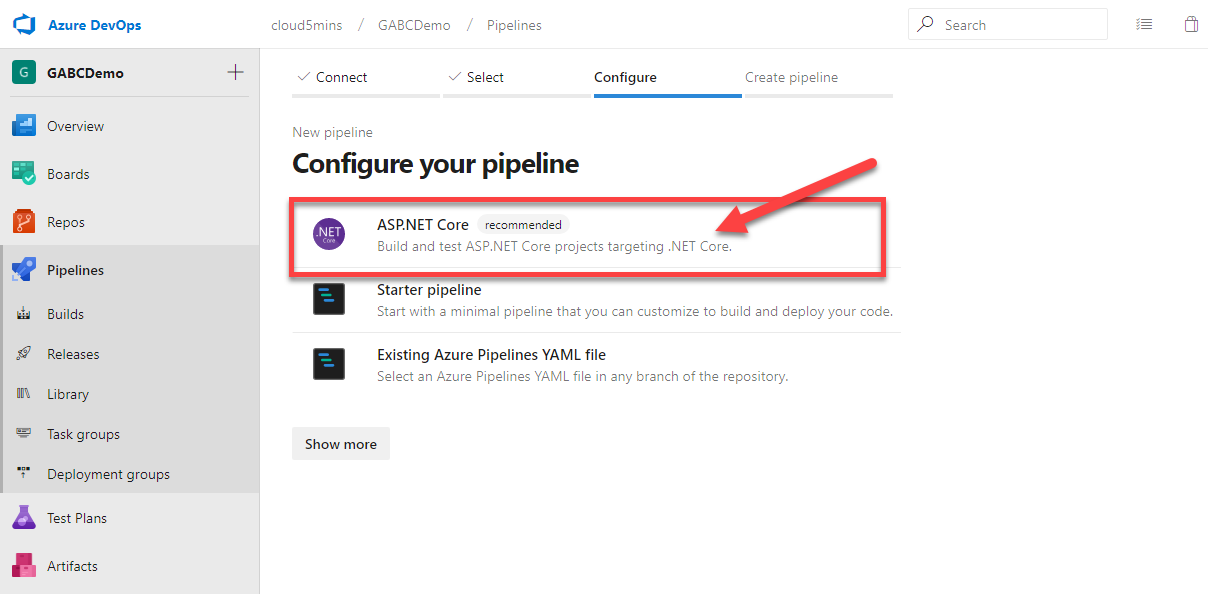 Azure DevOps
cloud5mins / GABCDemo / Pipelines
Search
G GABCDemo
Overview
Boards
Repos
Pipelines
Builds
Releases
Library
Task groups
Deployment groups
Test Plans
Artifacts
Connect Select Configure Create pipeline
New pipeline
Configure your pipeline
.NET
Core
ASP.NET Core recommended
Build and test ASP.NET Core projects targeting .NET Core.
Starter pipeline
Start with a minimal pipeline that you can customize to build and deploy your code.
Existing Azure Pipelines YAML file
Select an Azure Pipelines YAML file in any branch of the repository.
Show more